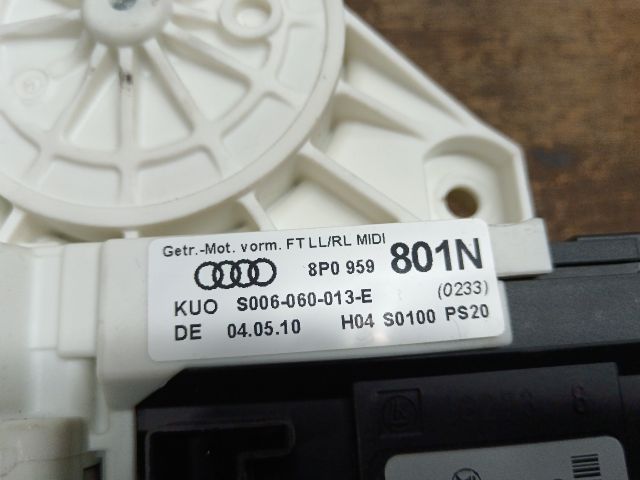 Getr.-Mot. vorm. FT LL/RL MIDI
8P0 959 801N
KUO S006-060-013-E (0233)
DE 04.05.10 H04 S0100 PS20